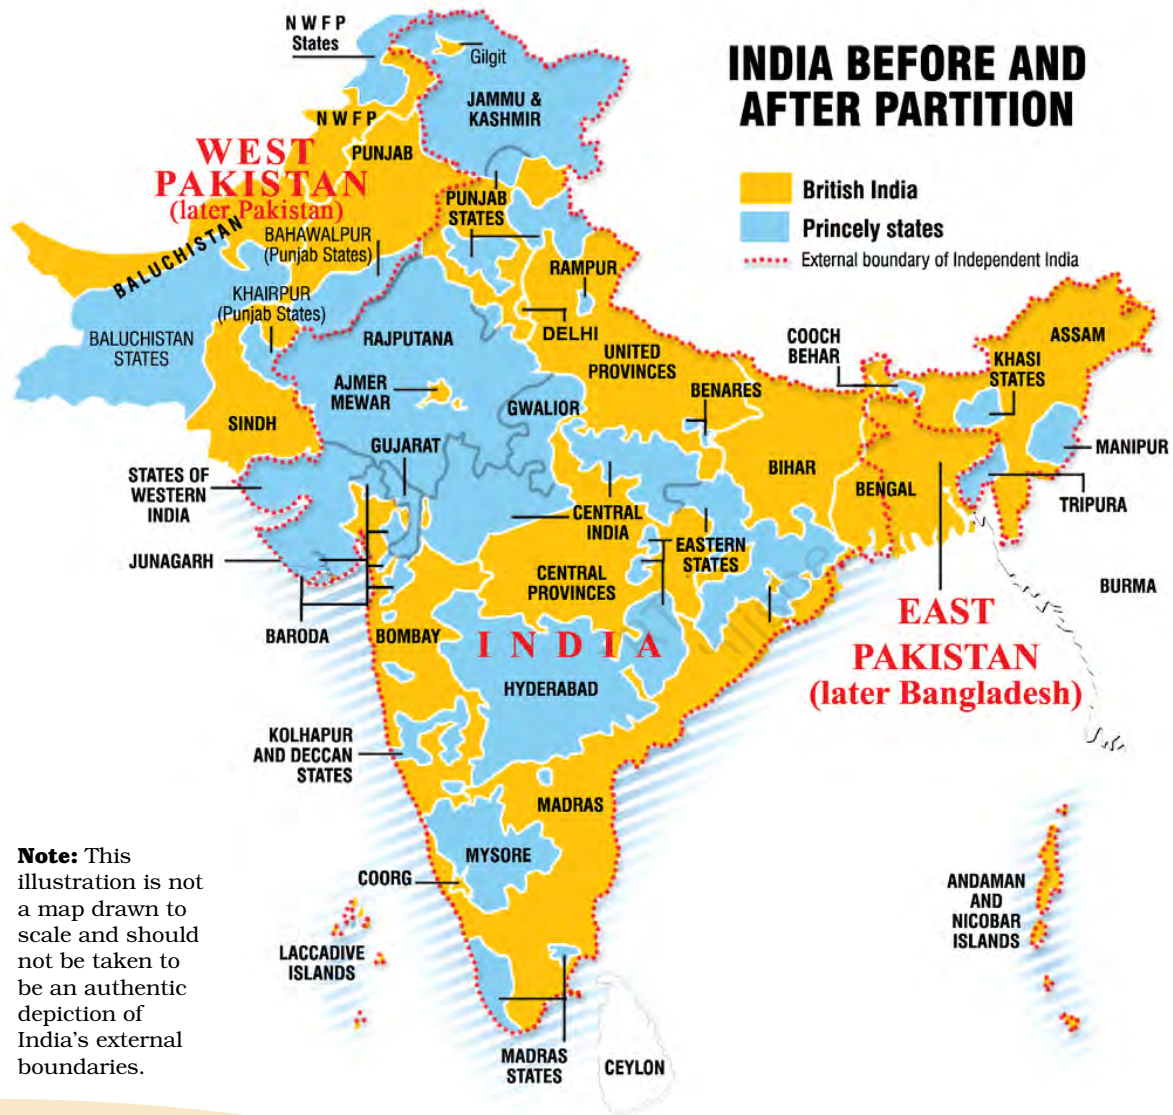 INDIA BEFORE AND
AFTER PARTITION
British India
Princely states
External boundary of Independent India
N W F P
States
Gilgit
JAMMU &
KASHMIR
N W F P
WEST
PAKISTAN
(later Pakistan)
PUNJAB
PUNJAB
STATES
BALUCHISTAN
BAHAWALPUR
(Punjab States)
RAMPUR
KHAIRPUR
(Punjab States)
BALUCHISTAN
STATES
RAJPUTANA
DELHI
UNITED
PROVINCES
COOCH
BEHAR
ASSAM
KHASI
STATES
AJMER
MEWAR
GWALIOR
BENARES
SINDH
GUJARAT
MANIPUR
STATES OF
WESTERN
INDIA
BIHAR
BENGAL
TRIPURA
CENTRAL
INDIA
EASTERN
STATES
JUNAGARH
CENTRAL
PROVINCES
BURMA
EAST
PAKISTAN
(later Bangladesh)
BARODA
BOMBAY
I N D I A
HYDERABAD
KOLHAPUR
AND DECCAN
STATES
MADRAS
MYSORE
COORG
ANDAMAN
AND
NICOBAR
ISLANDS
LACCADIVE
ISLANDS
MADRAS
STATES
CEYLON
Note: This
illustration is not
a map drawn to
scale and should
not be taken to
be an authentic
depiction of
India's external
boundaries.